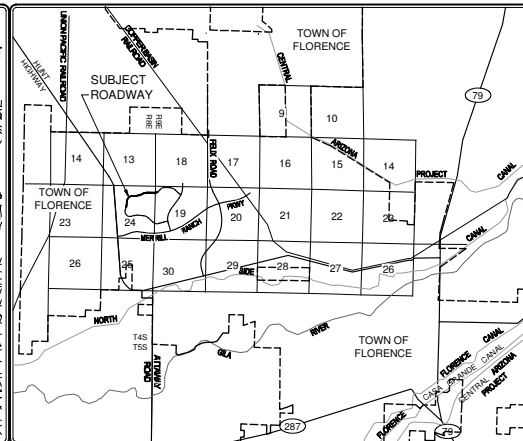 TOWN OF
FLORENCE
UNION PACIFIC RAILROAD
COPPER BASIN
RAILROAD
HUNT
HIGHWAY
SUBJECT
ROADWAY
CENTRAL
ARIZONA
PROJECT
CANAL
79
R8E
R9E
9
10
14
13
18
FELIX ROAD
17
16
15
14
TOWN OF
FLORENCE
23
24
19
20
21
22
23
MERRILL
RANCH
PKWY
26
25
30
29
28
27
26
NORTH
SIDE
CANAL
T4S
T5S
ATTAWAY
ROAD
GILA
RIVER
TOWN OF
FLORENCE
FLORENCE
CANAL
CASA GRANDE CANAL
FLORENCE
CENTRAL ARIZONA
PROJECT
287
79